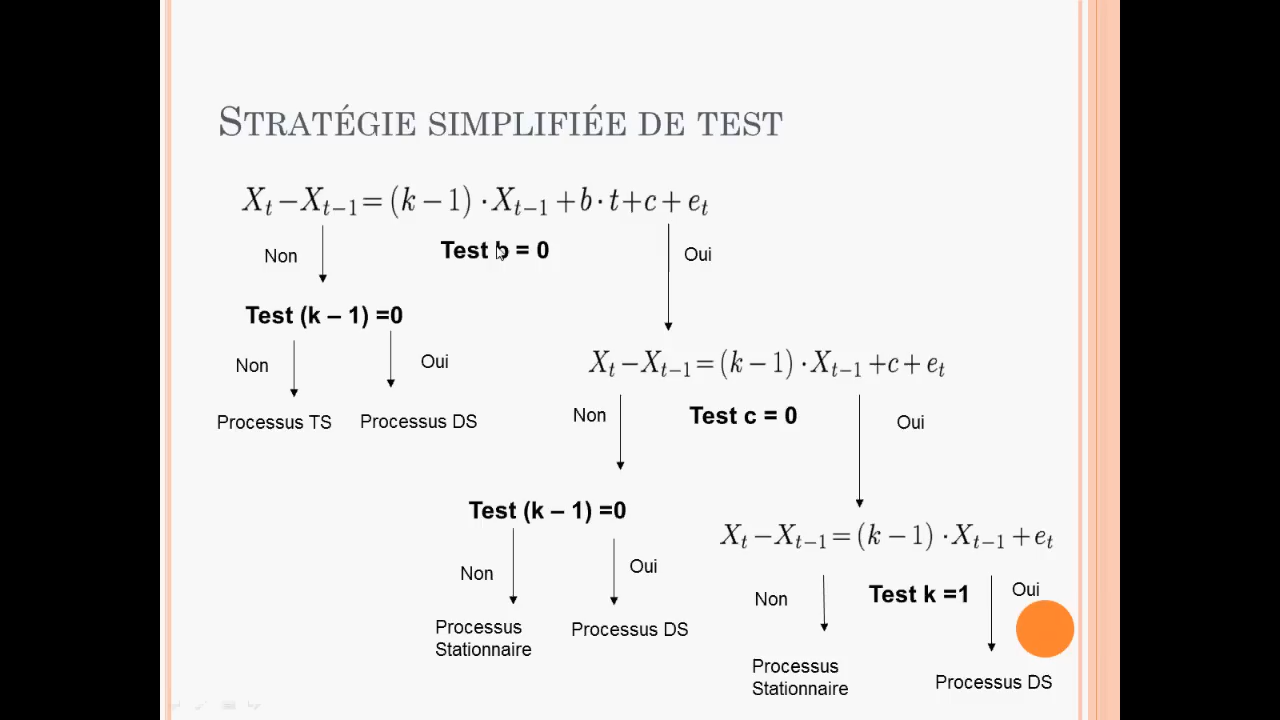 STRATÉGIE SIMPLIFIÉE DE TEST
X_t − X_{t−1} = (k − 1) · X_{t−1} + b · t + c + e_t
Non
Test b = 0
Oui
Test (k – 1) =0
Non
Oui
Processus TS
Processus DS
X_t − X_{t−1} = (k − 1) · X_{t−1} + c + e_t
Non
Test c = 0
Oui
Test (k – 1) =0
Non
Oui
Processus
Stationnaire
Processus DS
X_t − X_{t−1} = (k − 1) · X_{t−1} + e_t
Non
Test k =1
Oui
Processus
Stationnaire
Processus DS